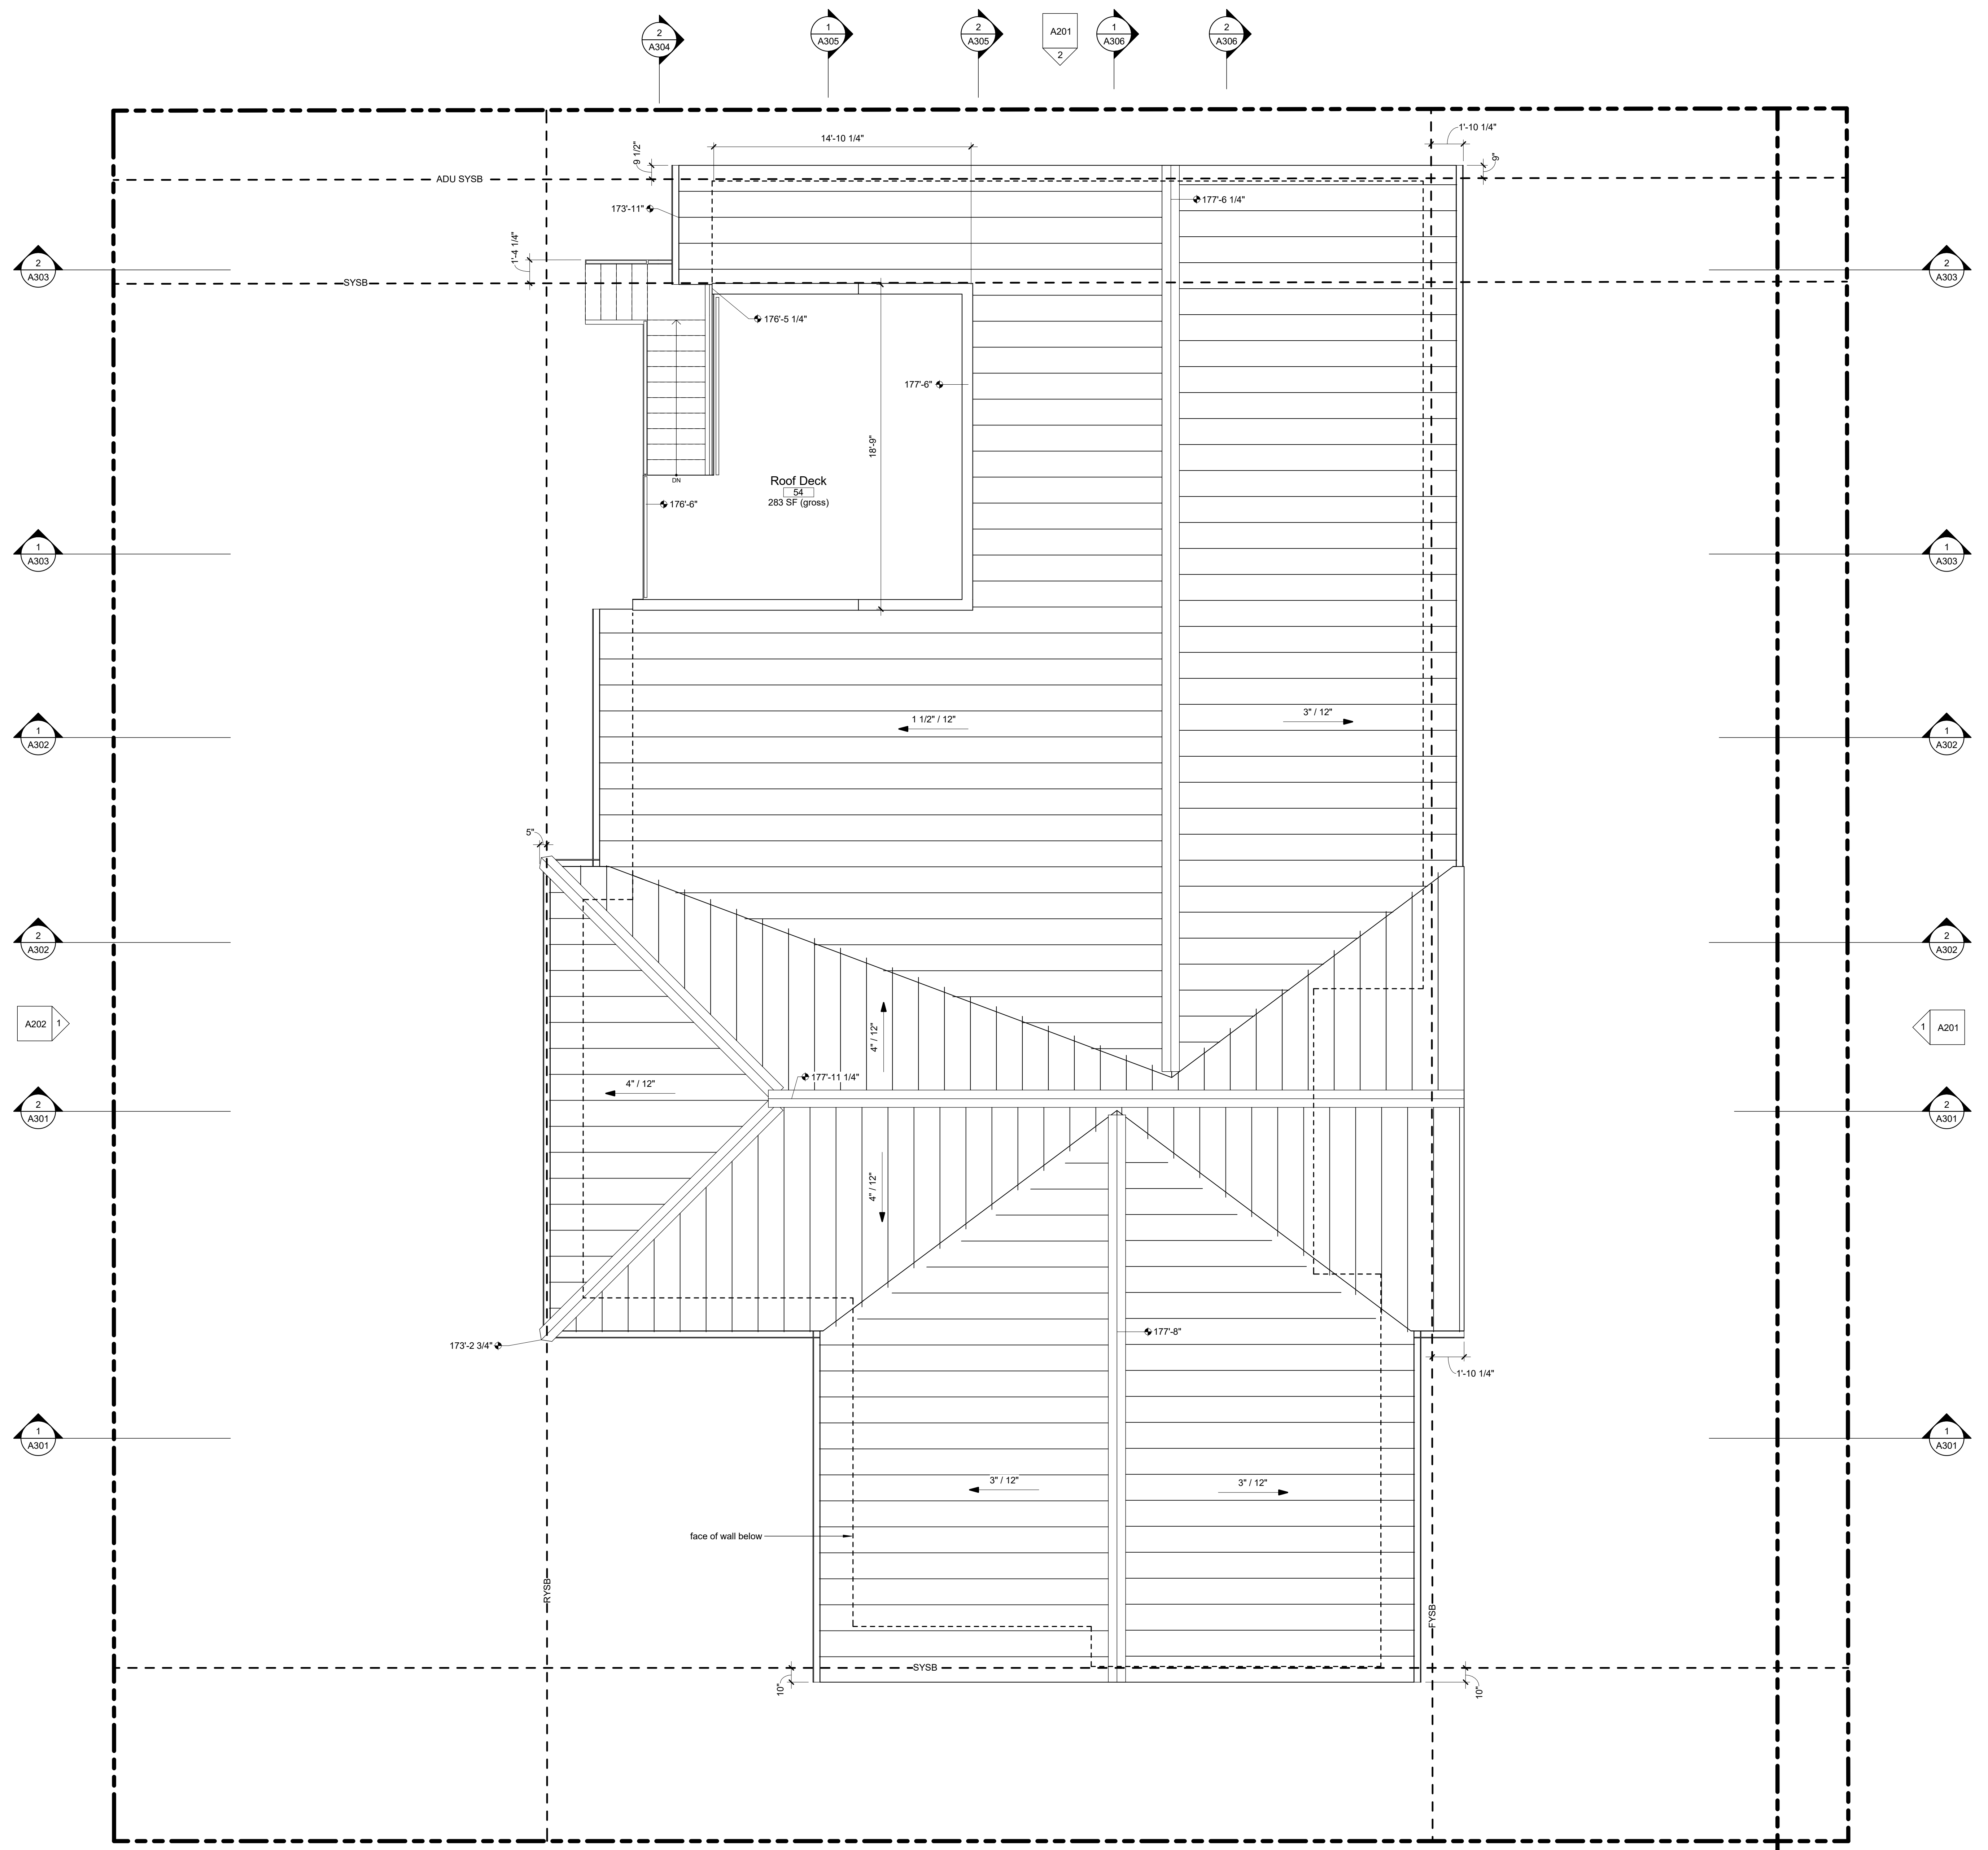 2
A304
1
A305
2
A305
A201
2
1
A306
2
A306
1'-10 1/4"
14'-10 1/4"
9 1/2"
9"
ADU SYSB
177'-6 1/4"
173'-11"
1'-4 1/4"
2
A303
2
A303
SYSB
176'-5 1/4"
177'-6"
18'-9"
DN
Roof Deck
54
283 SF (gross)
176'-6"
1
A303
1
A303
1 1/2" / 12"
3" / 12"
1
A302
1
A302
5"
2
A302
2
A302
A202
1
1
A201
4" / 12"
177'-11 1/4"
4" / 12"
2
A301
2
A301
4" / 12"
177'-8"
173'-2 3/4"
1'-10 1/4"
1
A301
1
A301
3" / 12"
3" / 12"
face of wall below
RYSB
FYSB
SYSB
10"
10"